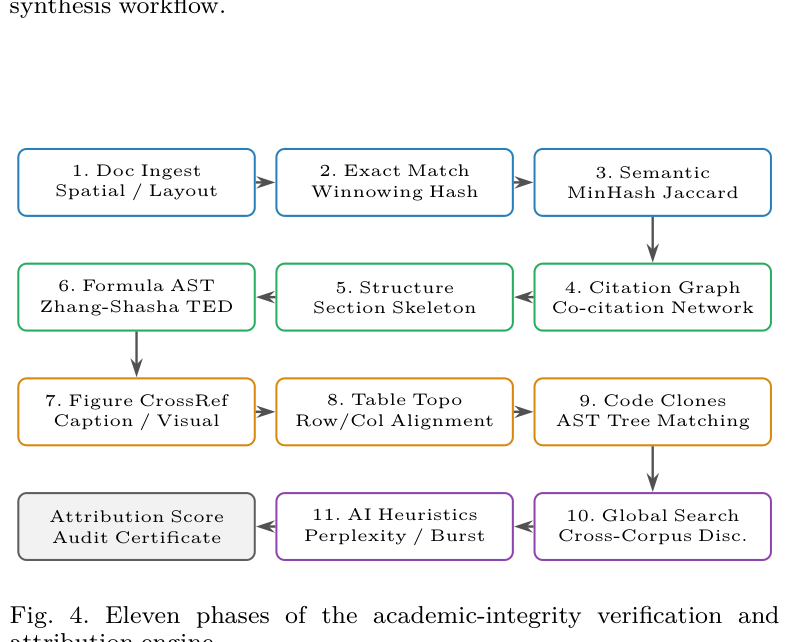 synthesis workflow.
1. Doc Ingest
Spatial / Layout
2. Exact Match
Winnowing Hash
3. Semantic
MinHash Jaccard
4. Citation Graph
Co-citation Network
5. Structure
Section Skeleton
6. Formula AST
Zhang-Shasha TED
7. Figure CrossRef
Caption / Visual
8. Table Topo
Row/Col Alignment
9. Code Clones
AST Tree Matching
10. Global Search
Cross-Corpus Disc.
11. AI Heuristics
Perplexity / Burst
Attribution Score
Audit Certificate
Fig. 4. Eleven phases of the academic-integrity verification and
attribution engine